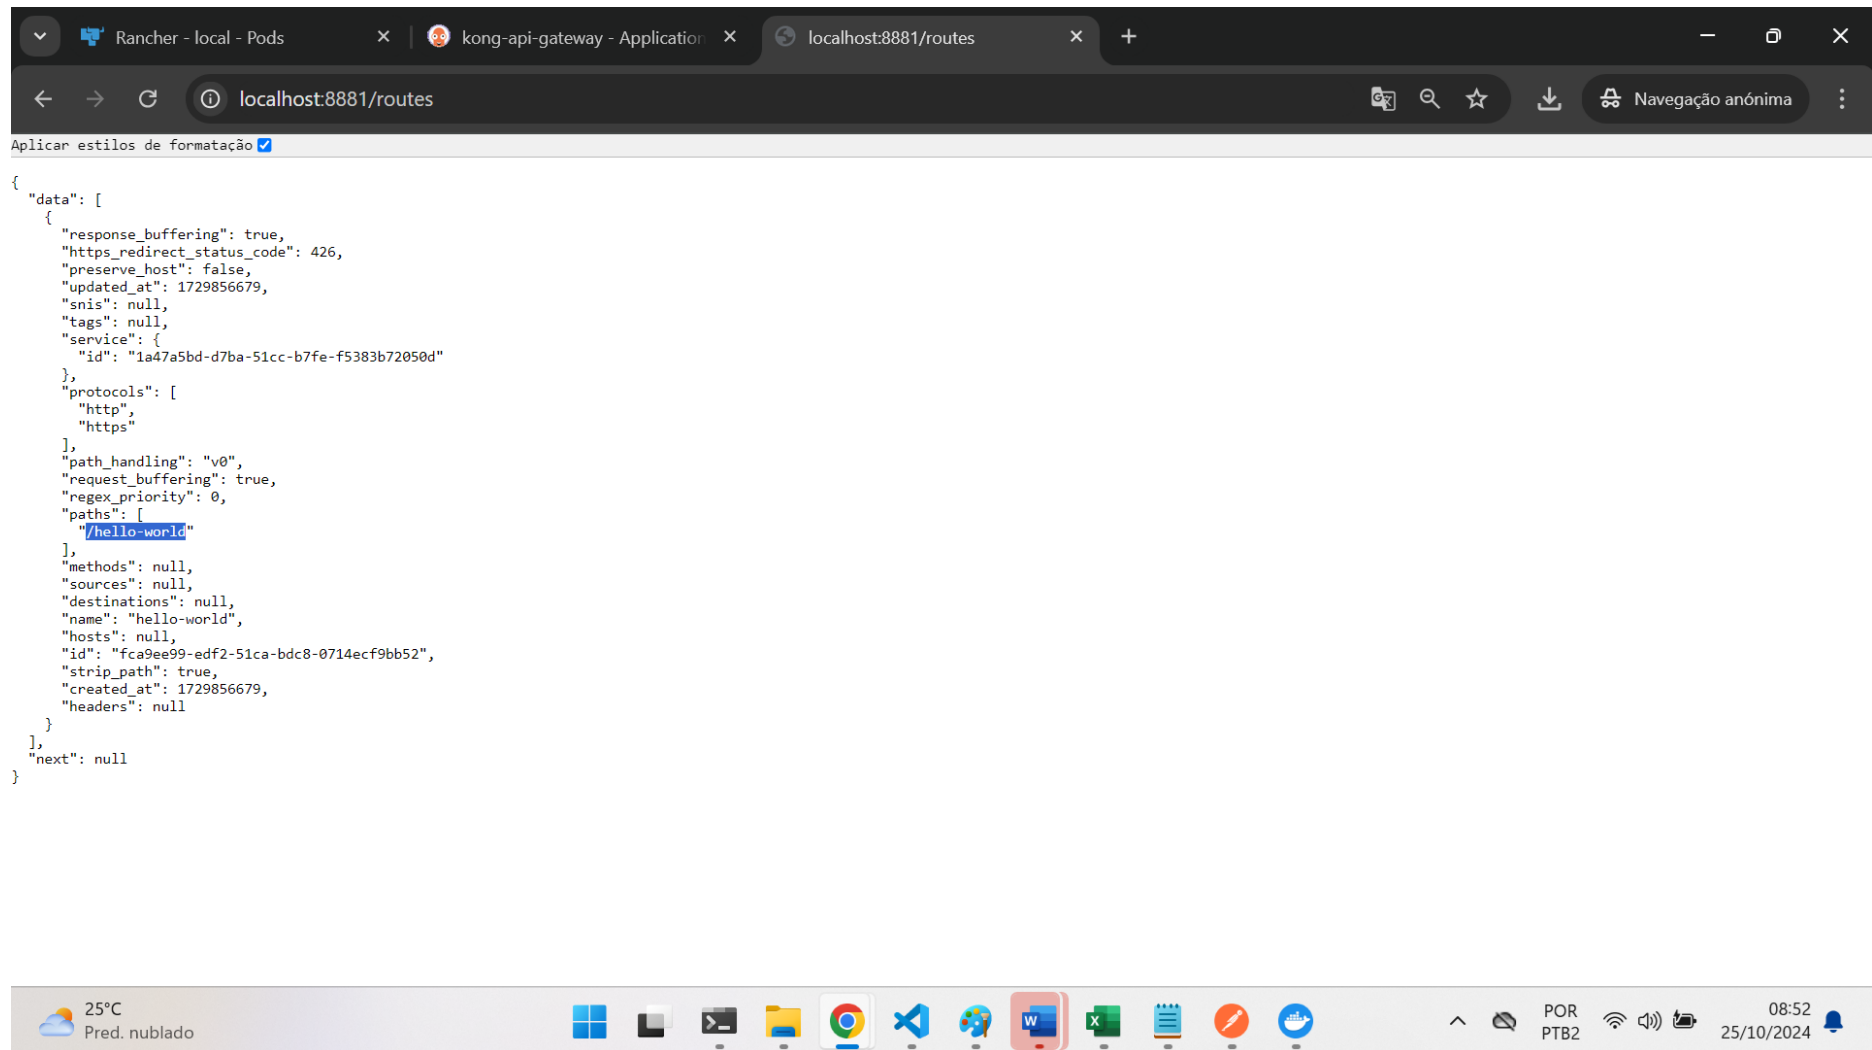 Rancher - local - Pods
kong-api-gateway - Application
localhost:8881/routes
localhost:8881/routes
Navegação anónima
Aplicar estilos de formatação
{
  "data": [
    {
      "response_buffering": true,
      "https_redirect_status_code": 426,
      "preserve_host": false,
      "updated_at": 1729856679,
      "snis": null,
      "tags": null,
      "service": {
        "id": "1a47a5bd-d7ba-51cc-b7fe-f5383b72050d"
      },
      "protocols": [
        "http",
        "https"
      ],
      "path_handling": "v0",
      "request_buffering": true,
      "regex_priority": 0,
      "paths": [
        "/hello-world"
      ],
      "methods": null,
      "sources": null,
      "destinations": null,
      "name": "hello-world",
      "hosts": null,
      "id": "fca9ee99-edf2-51ca-bdc8-0714ecf9bb52",
      "strip_path": true,
      "created_at": 1729856679,
      "headers": null
    }
  ],
  "next": null
}
25°C
Pred. nublado
POR
PTB2
08:52
25/10/2024